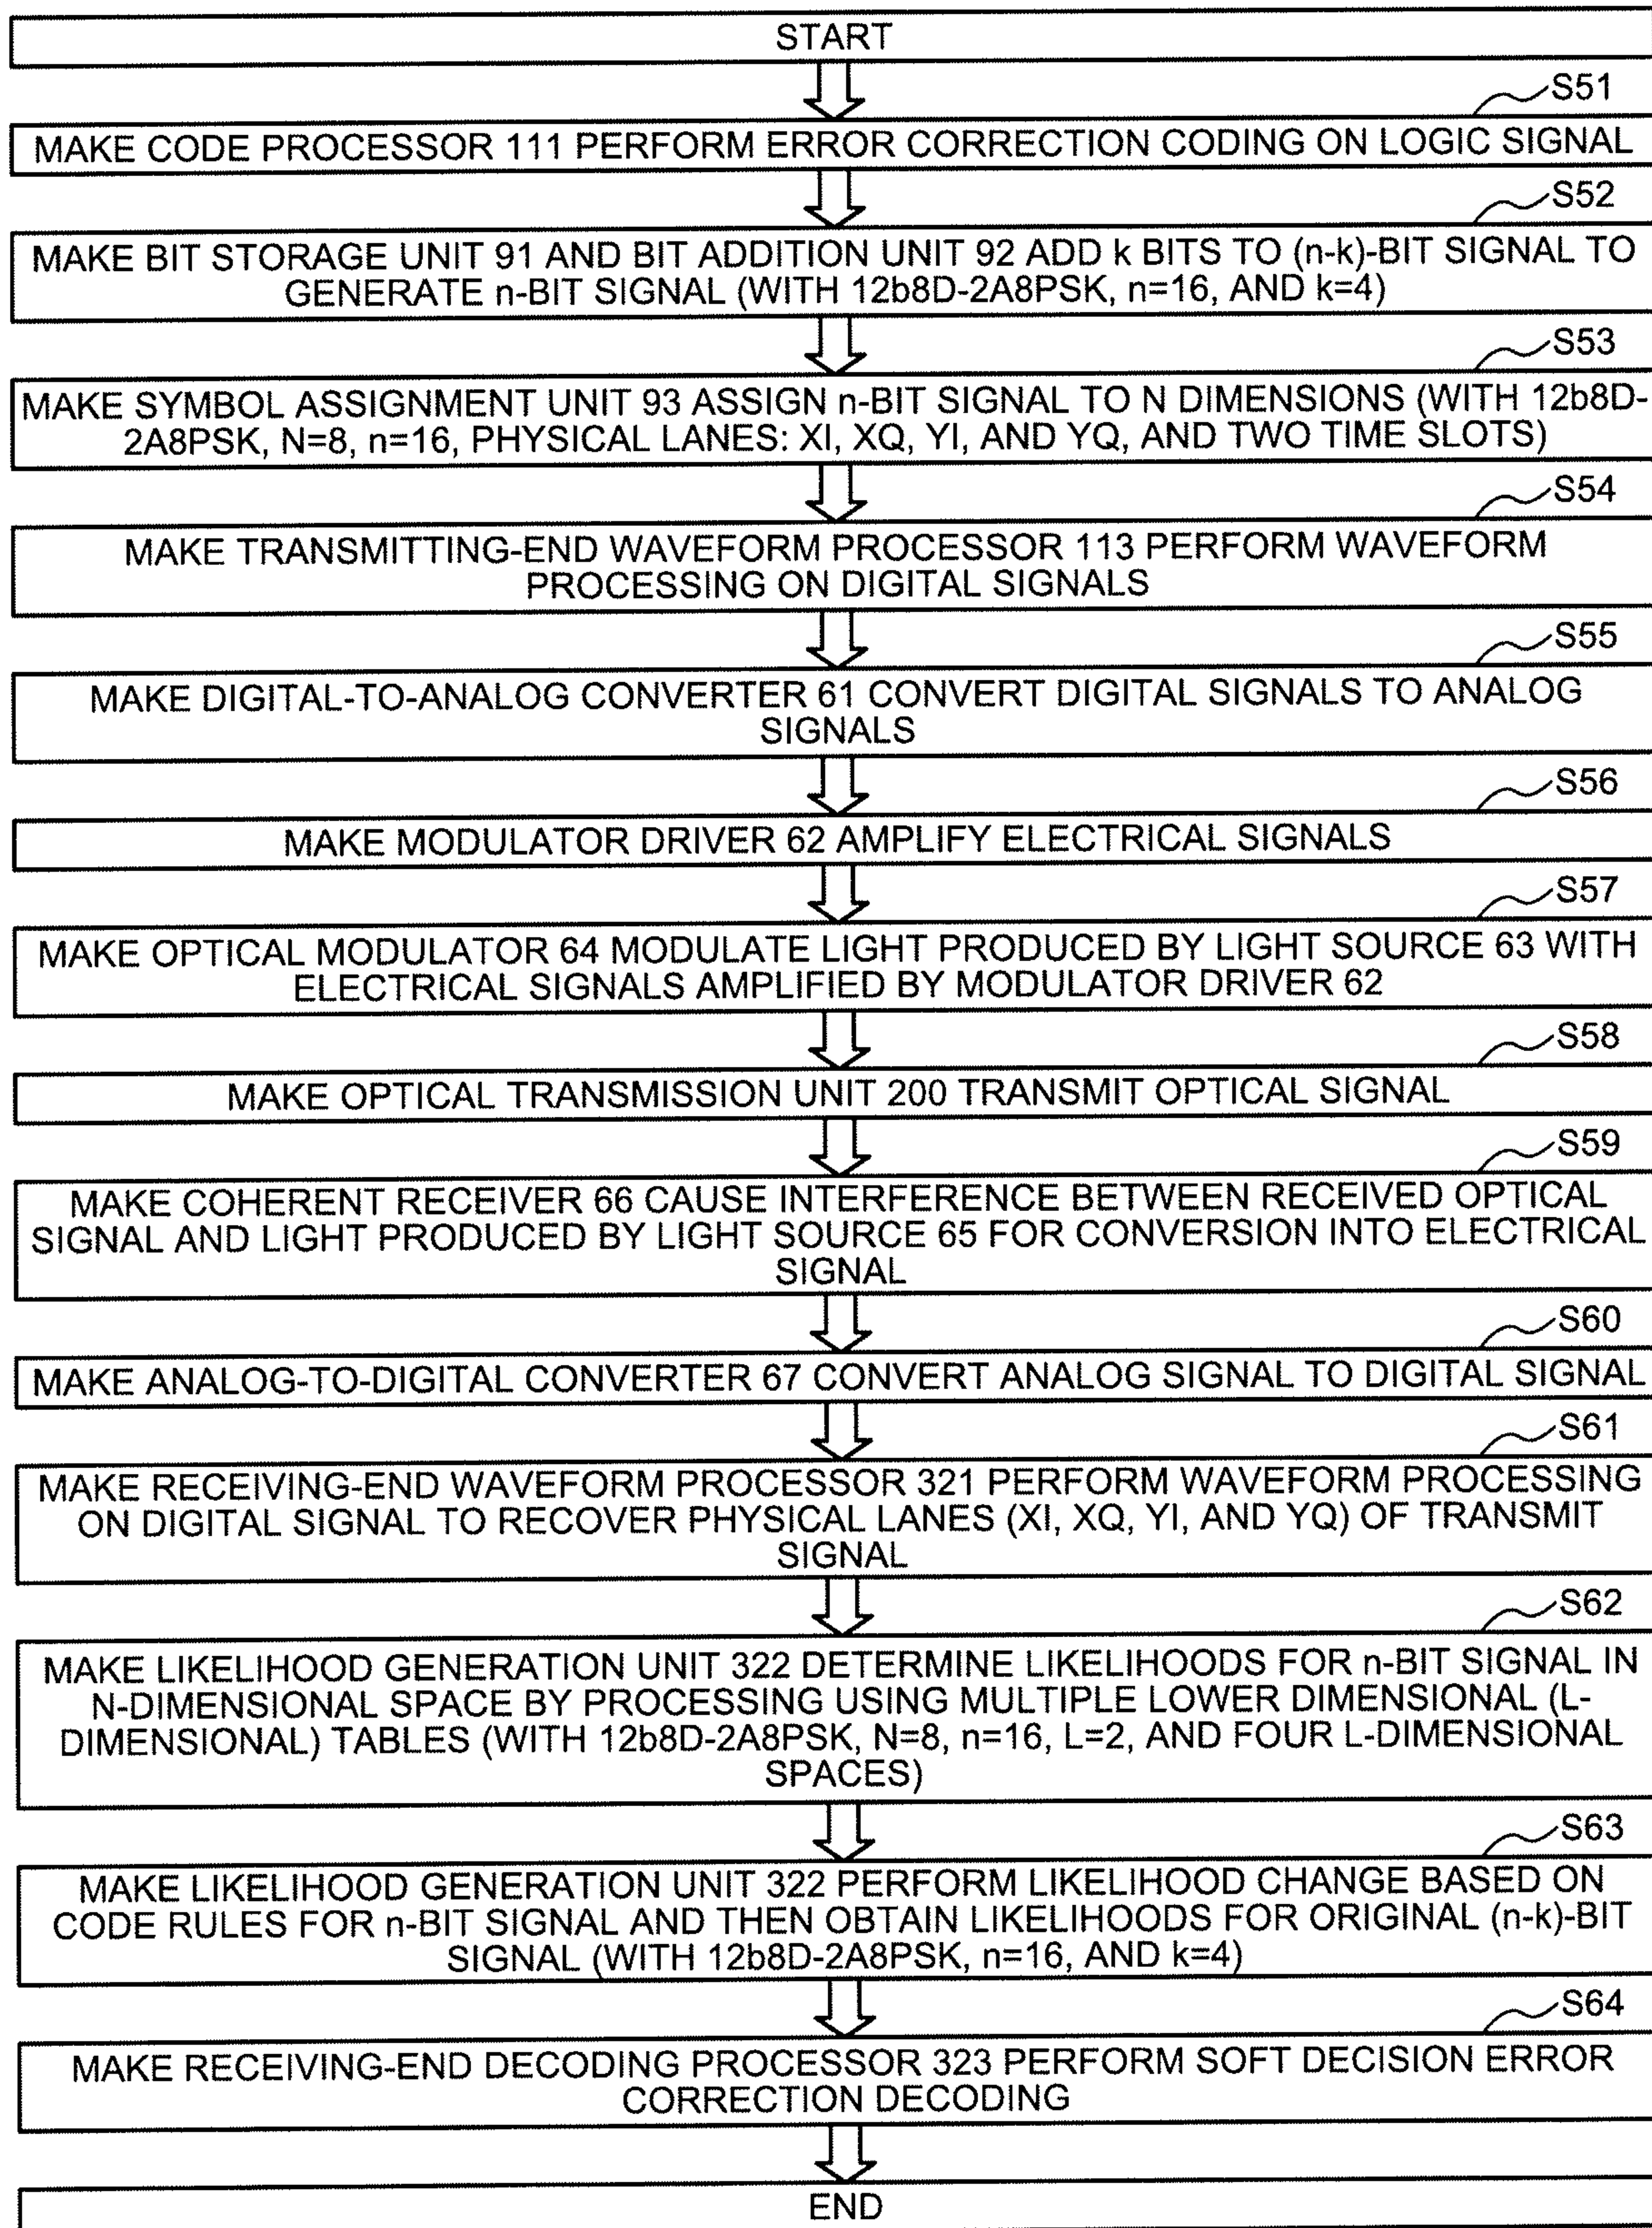 START
S51
MAKE CODE PROCESSOR 111 PERFORM ERROR CORRECTION CODING ON LOGIC SIGNAL
S52
MAKE BIT STORAGE UNIT 91 AND BIT ADDITION UNIT 92 ADD k BITS TO (n-k)-BIT SIGNAL TO
GENERATE n-BIT SIGNAL (WITH 12b8D-2A8PSK, n=16, AND k=4)
S53
MAKE SYMBOL ASSIGNMENT UNIT 93 ASSIGN n-BIT SIGNAL TO N DIMENSIONS (WITH 12b8D-
2A8PSK, N=8, n=16, PHYSICAL LANES: XI, XQ, YI, AND YQ, AND TWO TIME SLOTS)
S54
MAKE TRANSMITTING-END WAVEFORM PROCESSOR 113 PERFORM WAVEFORM
PROCESSING ON DIGITAL SIGNALS
S55
MAKE DIGITAL-TO-ANALOG CONVERTER 61 CONVERT DIGITAL SIGNALS TO ANALOG
SIGNALS
S56
MAKE MODULATOR DRIVER 62 AMPLIFY ELECTRICAL SIGNALS
S57
MAKE OPTICAL MODULATOR 64 MODULATE LIGHT PRODUCED BY LIGHT SOURCE 63 WITH
ELECTRICAL SIGNALS AMPLIFIED BY MODULATOR DRIVER 62
S58
MAKE OPTICAL TRANSMISSION UNIT 200 TRANSMIT OPTICAL SIGNAL
S59
MAKE COHERENT RECEIVER 66 CAUSE INTERFERENCE BETWEEN RECEIVED OPTICAL
SIGNAL AND LIGHT PRODUCED BY LIGHT SOURCE 65 FOR CONVERSION INTO ELECTRICAL
SIGNAL
S60
MAKE ANALOG-TO-DIGITAL CONVERTER 67 CONVERT ANALOG SIGNAL TO DIGITAL SIGNAL
S61
MAKE RECEIVING-END WAVEFORM PROCESSOR 321 PERFORM WAVEFORM PROCESSING
ON DIGITAL SIGNAL TO RECOVER PHYSICAL LANES (XI, XQ, YI, AND YQ) OF TRANSMIT
SIGNAL
S62
MAKE LIKELIHOOD GENERATION UNIT 322 DETERMINE LIKELIHOODS FOR n-BIT SIGNAL IN
N-DIMENSIONAL SPACE BY PROCESSING USING MULTIPLE LOWER DIMENSIONAL (L-
DIMENSIONAL) TABLES (WITH 12b8D-2A8PSK, N=8, n=16, L=2, AND FOUR L-DIMENSIONAL
SPACES)
S63
MAKE LIKELIHOOD GENERATION UNIT 322 PERFORM LIKELIHOOD CHANGE BASED ON
CODE RULES FOR n-BIT SIGNAL AND THEN OBTAIN LIKELIHOODS FOR ORIGINAL (n-k)-BIT
SIGNAL (WITH 12b8D-2A8PSK, n=16, AND k=4)
S64
MAKE RECEIVING-END DECODING PROCESSOR 323 PERFORM SOFT DECISION ERROR
CORRECTION DECODING
END